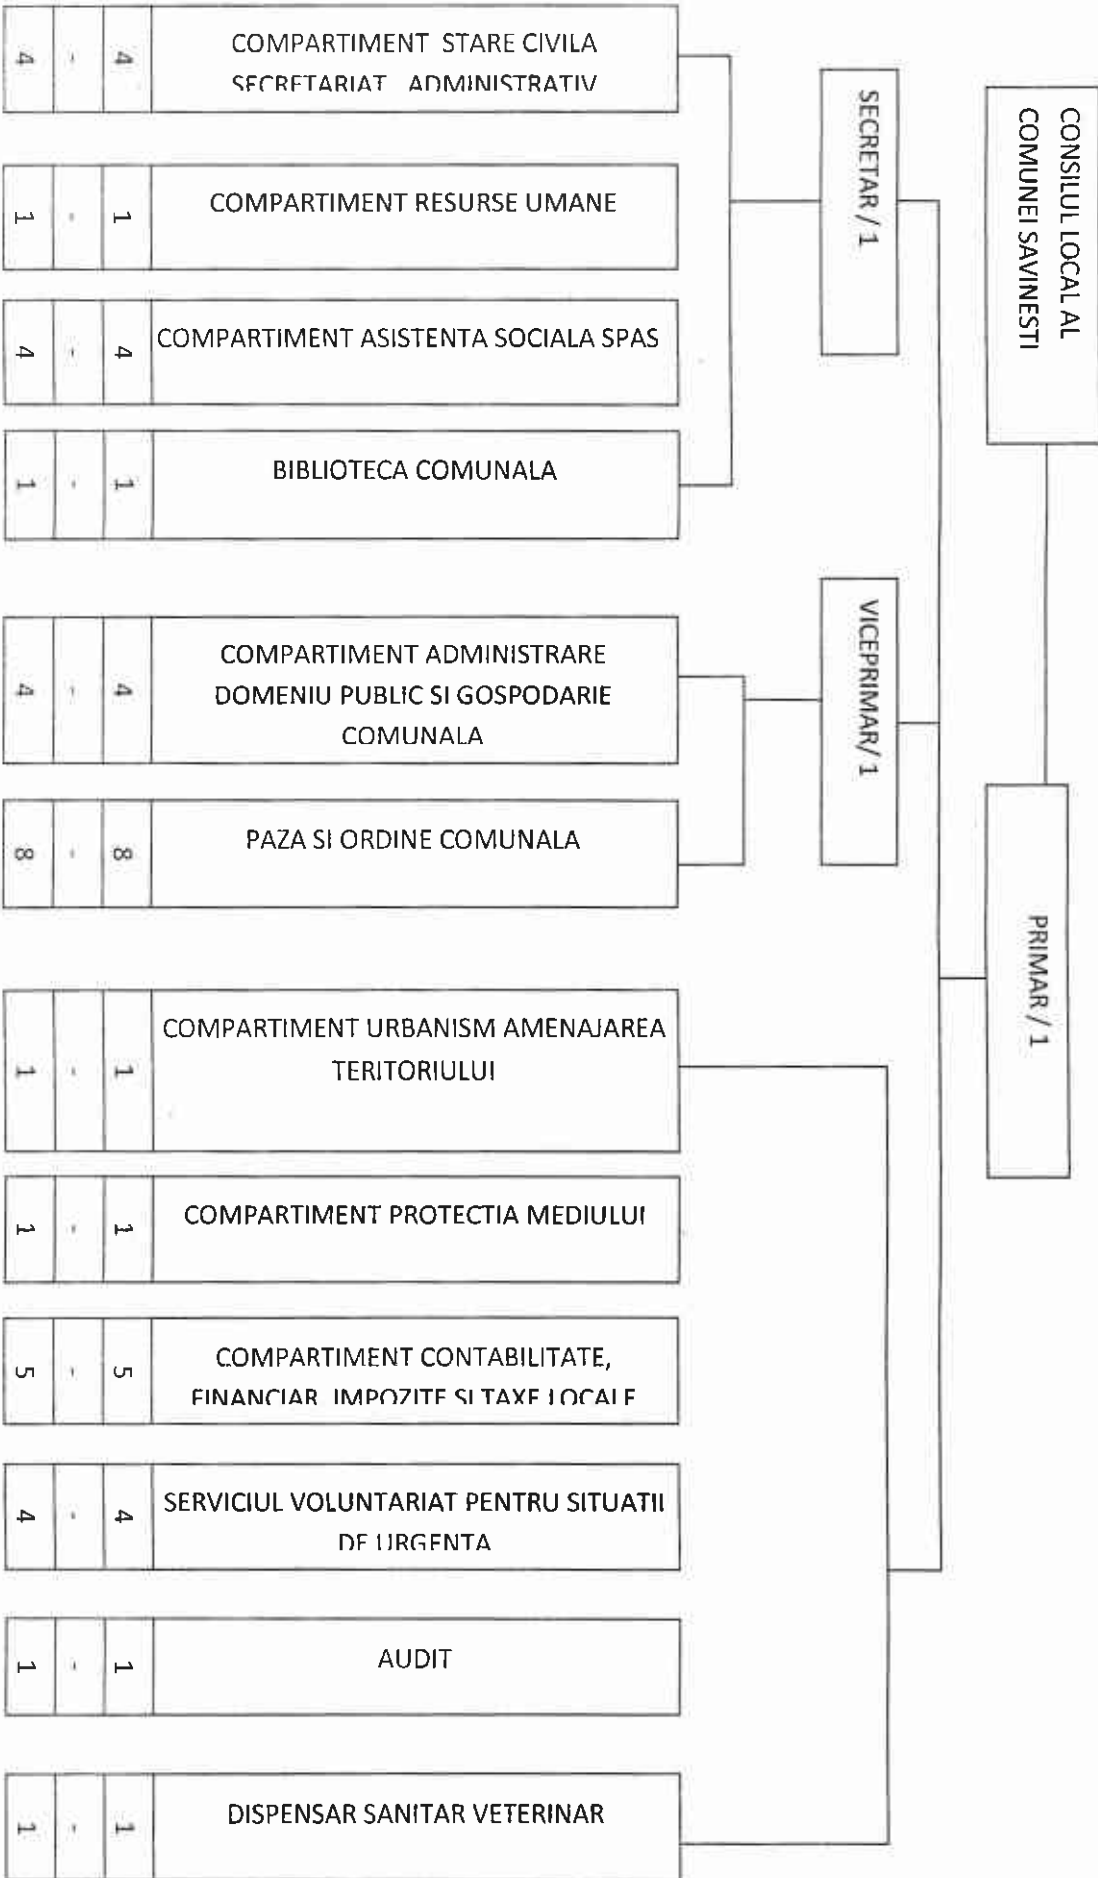 CONSILUL LOCAL AL
COMUNEI SAVINESTI
PRIMAR / 1
SECRETAR / 1
VICEPRIMAR/ 1
COMPARTIMENT STARE CIVILA
SECRETARIAT ADMINISTRATIV
4 - 4
COMPARTIMENT RESURSE UMANE
1 - 1
COMPARTIMENT ASISTENTA SOCIALA SPAS
4 - 4
BIBLIOTECA COMUNALA
1 - 1
COMPARTIMENT ADMINISTRARE
DOMENIU PUBLIC SI GOSPODARIE
COMUNALA
4 - 4
PAZA SI ORDINE COMUNALA
8 - 8
COMPARTIMENT URBANISM AMENAJAREA
TERITORIULUI
1 - 1
COMPARTIMENT PROTECTIA MEDIULUI
1 - 1
COMPARTIMENT CONTABILITATE,
FINANCIAR IMPOZITE SI TAXE LOCALE
5 - 5
SERVICIUL VOLUNTARIAT PENTRU SITUATII
DE URGENTA
4 - 4
AUDIT
1 - 1
DISPENSAR SANITAR VETERINAR
1 - 1